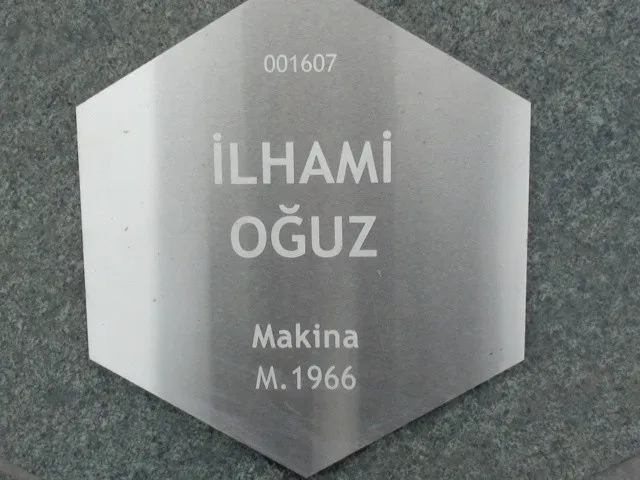 001607
İLHAMİ
OĞUZ
Makina
M.1966